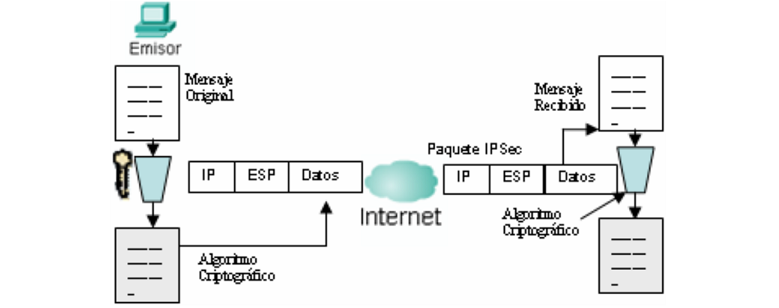 Emisor
Mensaje
Original
Mensaje
Recibido
Paquete IPSec
IP ESP Datos
IP ESP Datos
Internet
Algoritmo
Criptográfico
Algoritmo
Criptográfico